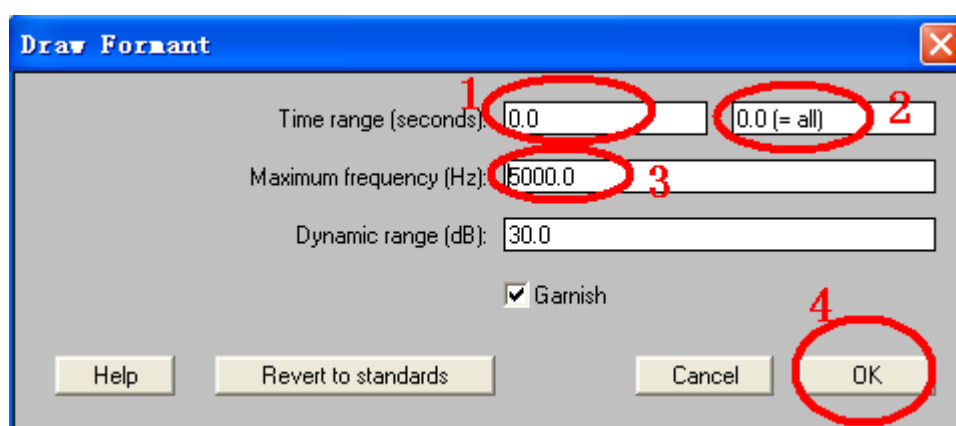 Draw Formant
1
Time range (seconds): 0.0 - 0.0 (= all) 2
Maximum frequency (Hz): 5000.0 3
Dynamic range (dB): 30.0
Garnish
4
Help Revert to standards Cancel OK